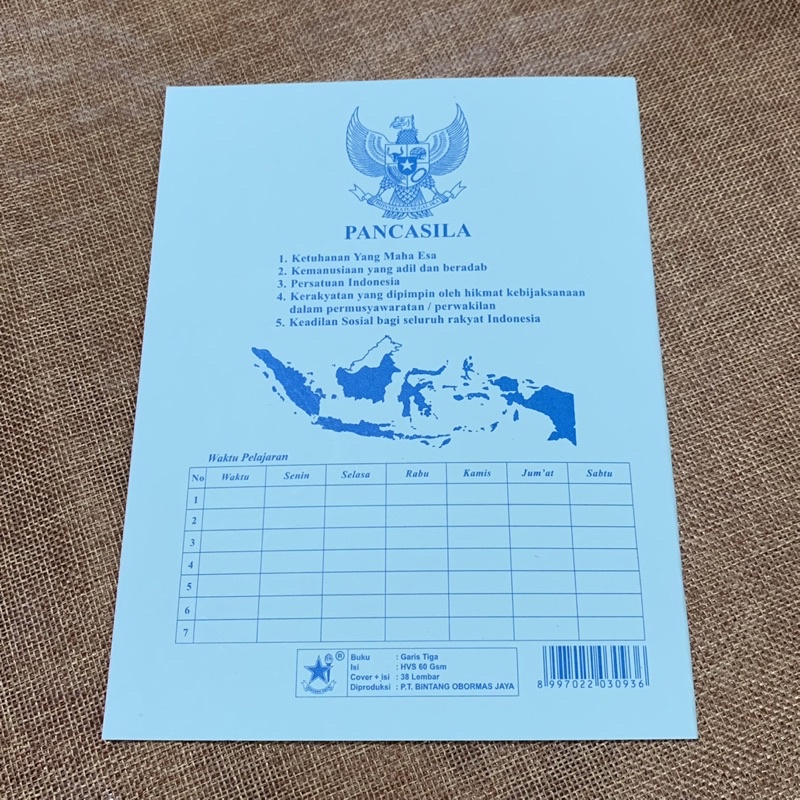 PANCASILA
1. Ketuhanan Yang Maha Esa
2. Kemanusiaan yang adil dan beradab
3. Persatuan Indonesia
4. Kerakyatan yang dipimpin oleh hikmat kebijaksanaan
dalam permusyawaratan / perwakilan
5. Keadilan Sosial bagi seluruh rakyat Indonesia
Waktu Pelajaran
No Waktu Senin Selasa Rabu Kamis Jum'at Sabtu
1
2
3
4
5
6
7
®
Buku : Garis Tiga
Isi : HVS 60 Gsm
Cover + isi : 38 Lembar
Diproduksi : P.T. BINTANG OBORMAS JAYA
8 997022 030936